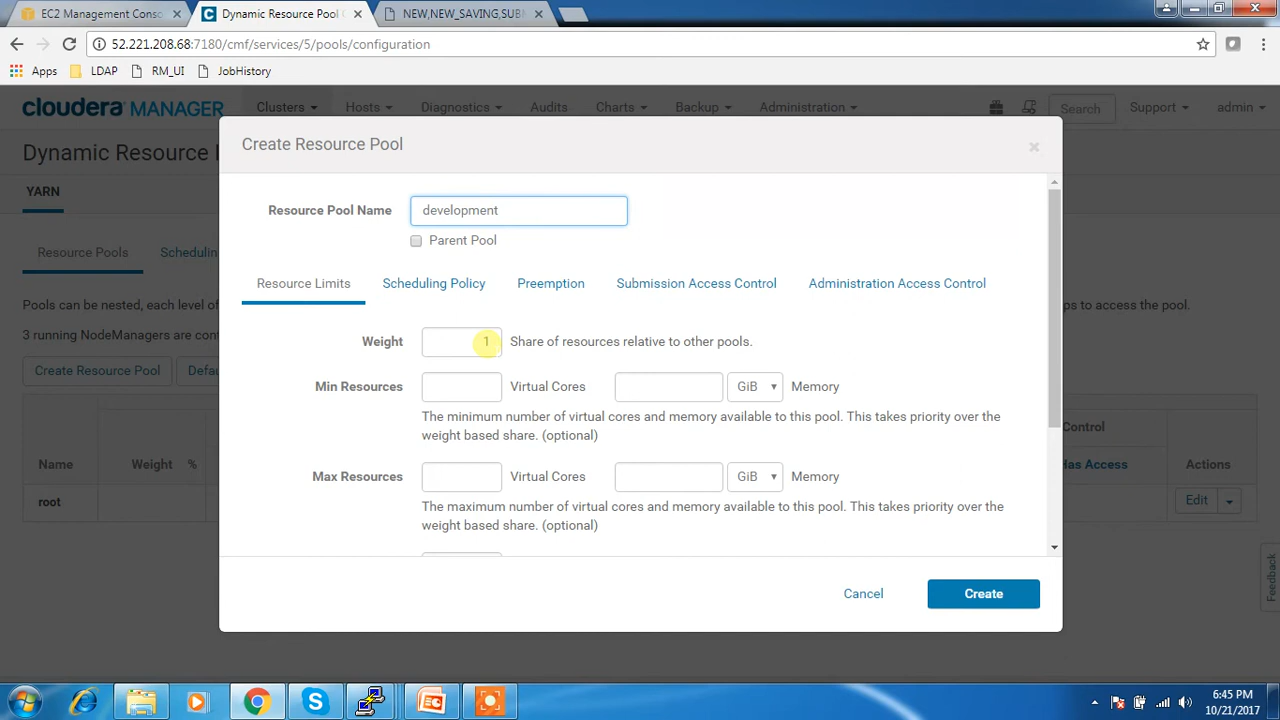 EC2 Management Conso
Dynamic Resource Pool C
NEW,NEW_SAVING,SUBM
52.221.208.68:7180/cmf/services/5/pools/configuration
Apps LDAP RM_UI JobHistory
cloudera MANAGER Clusters Hosts Diagnostics Audits Charts Backup Administration Search Support admin
Dynamic Resource
Create Resource Pool
YARN
Resource Pool Name development
Parent Pool
Resource Pools Scheduling
Resource Limits Scheduling Policy Preemption Submission Access Control Administration Access Control
Pools can be nested, each level of
ps to access the pool.
3 running NodeManagers are con
Weight 1 Share of resources relative to other pools.
Create Resource Pool Defau
Min Resources Virtual Cores GiB Memory
The minimum number of virtual cores and memory available to this pool. This takes priority over the
weight based share. (optional)
Control
Name Weight % Has Access Actions
Max Resources Virtual Cores GiB Memory
root Edit
The maximum number of virtual cores and memory available to this pool. This takes priority over the
weight based share. (optional)
Feedback
Cancel Create
6:45 PM
10/21/2017